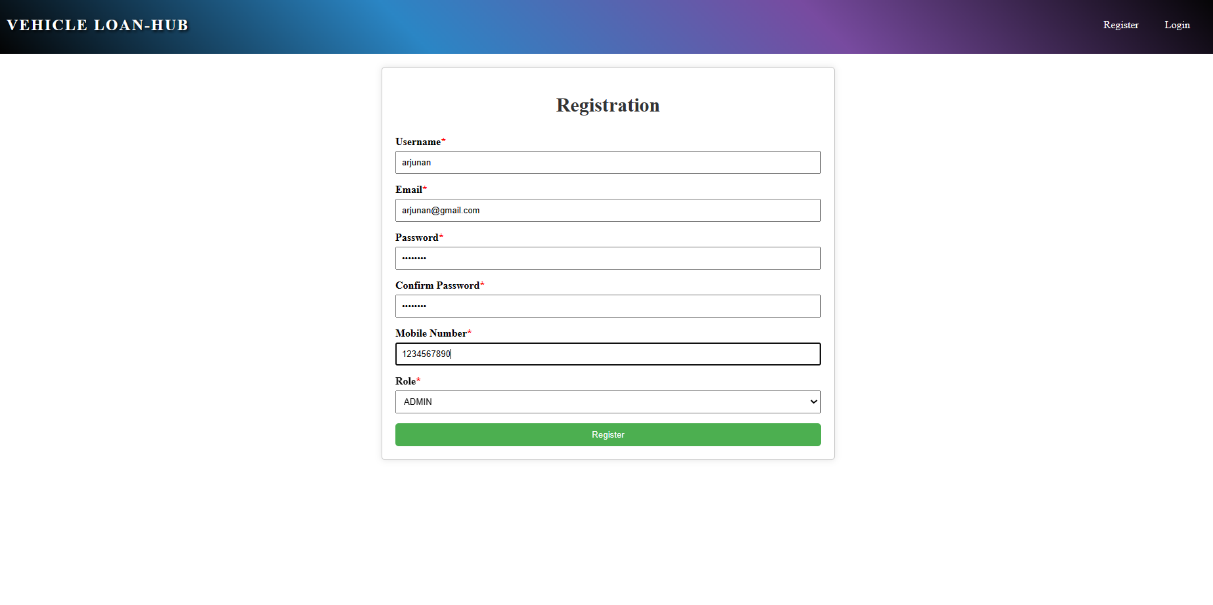 VEHICLE LOAN-HUB
Register
Login
Registration
Username*
arjunan
Email*
arjunan@gmail.com
Password*
••••••••
Confirm Password*
••••••••
Mobile Number*
1234567890
Role*
ADMIN
Register